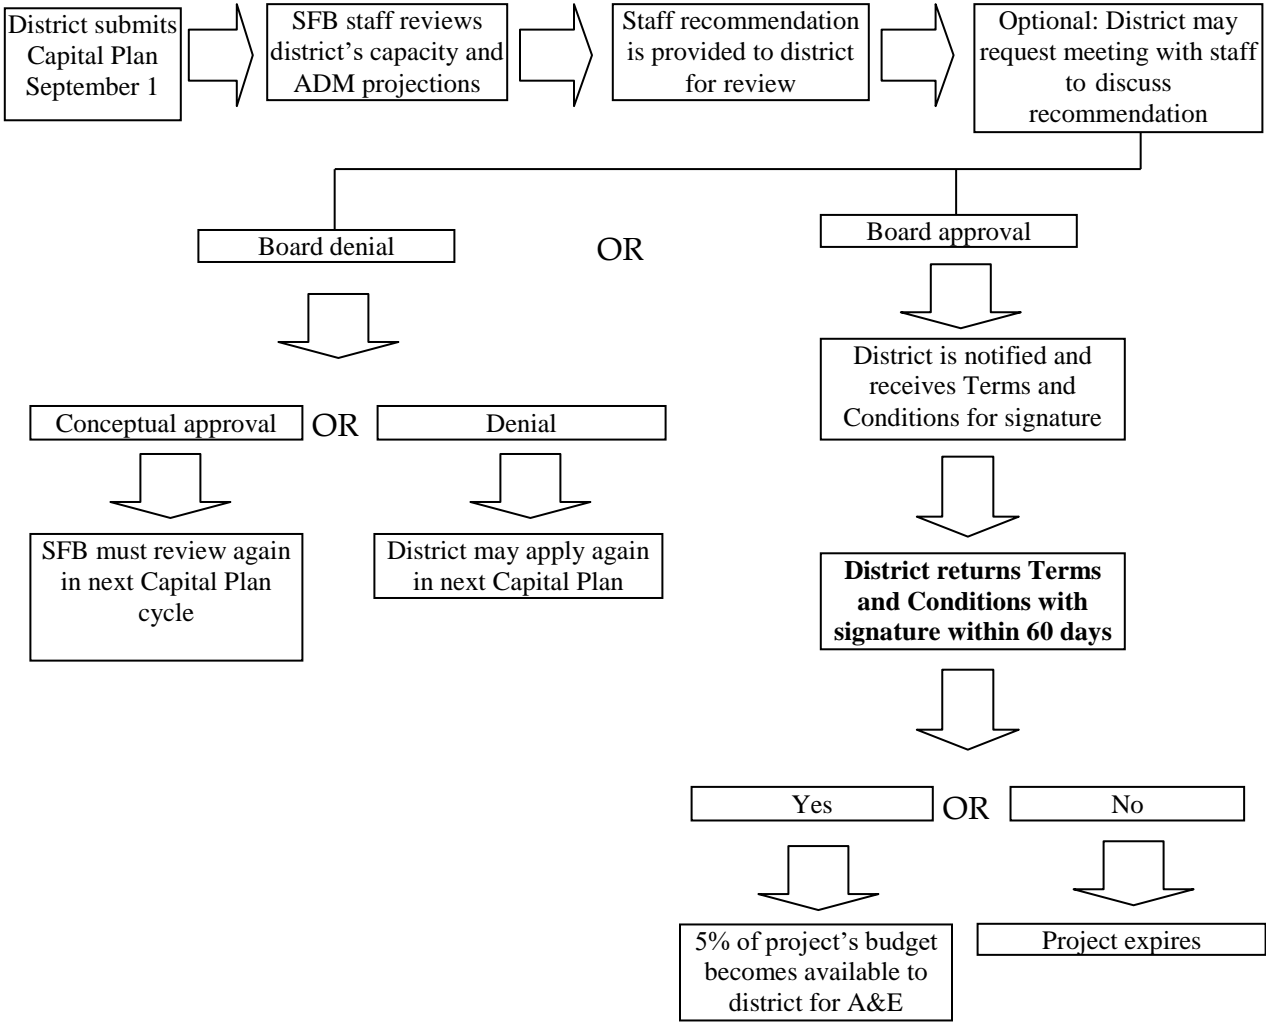 District submits
Capital Plan
September 1
SFB staff reviews
district’s capacity and
ADM projections
Staff recommendation
is provided to district
for review
Optional: District may
request meeting with staff
to discuss
recommendation
Board denial
OR
Board approval
District is notified and
receives Terms and
Conditions for signature
Conceptual approval
OR
Denial
SFB must review again
in next Capital Plan
cycle
District may apply again
in next Capital Plan
District returns Terms
and Conditions with
signature within 60 days
Yes
OR
No
5% of project’s budget
becomes available to
district for A&E
Project expires